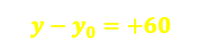 y − y₀ = +60